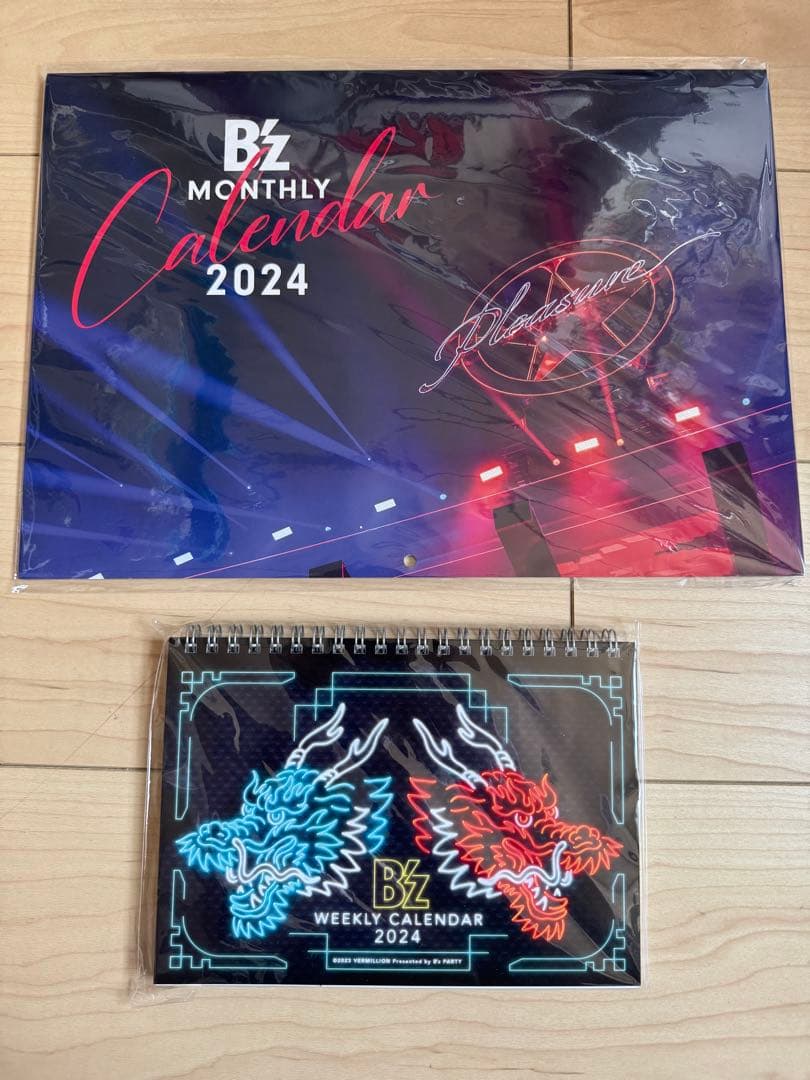 B'z
MONTHLY
Calendar
2024
Pleasure
B'z
WEEKLY CALENDAR
2024
©2023 VERMILLION Presented by B'z PARTY